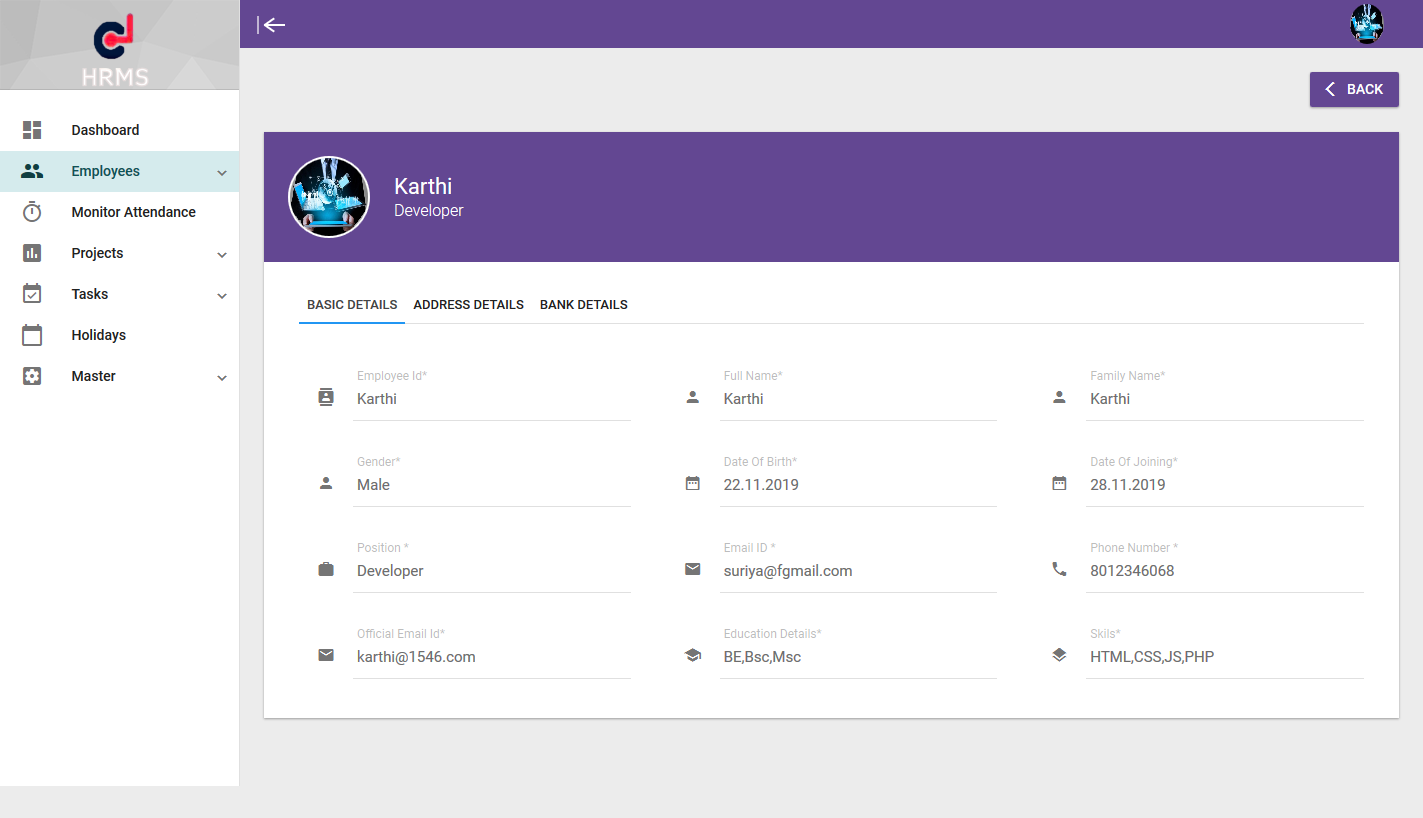 HRMS
BACK
Dashboard
Employees
Monitor Attendance
Projects
Tasks
Holidays
Master
Karthi
Developer
BASIC DETAILS ADDRESS DETAILS BANK DETAILS
Employee Id* Full Name* Family Name*
Karthi Karthi Karthi
Gender* Date Of Birth* Date Of Joining*
Male 22.11.2019 28.11.2019
Position * Email ID * Phone Number *
Developer suriya@fgmail.com 8012346068
Official Email Id* Education Details* Skils*
karthi@1546.com BE,Bsc,Msc HTML,CSS,JS,PHP